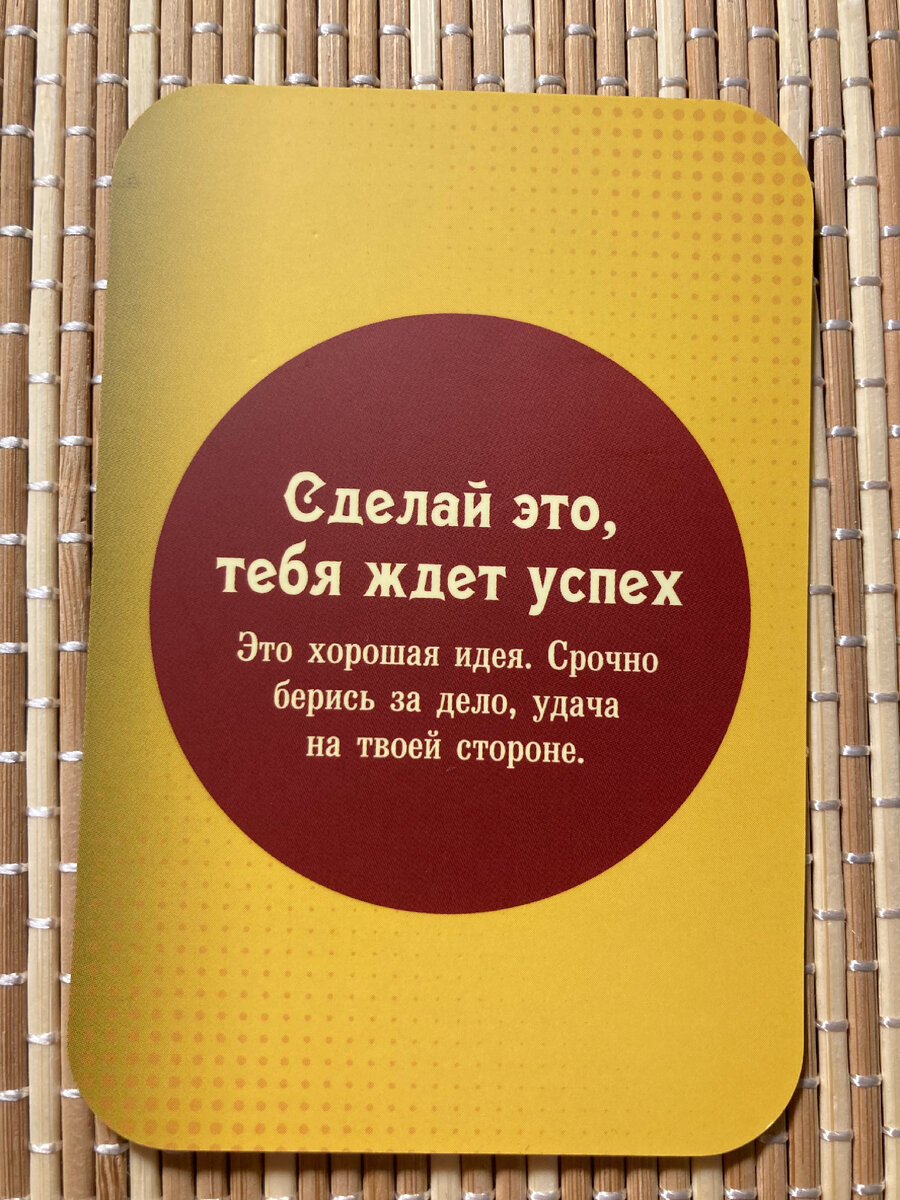 Сделай это,
тебя ждет успех
Это хорошая идея. Срочно
берись за дело, удача
на твоей стороне.